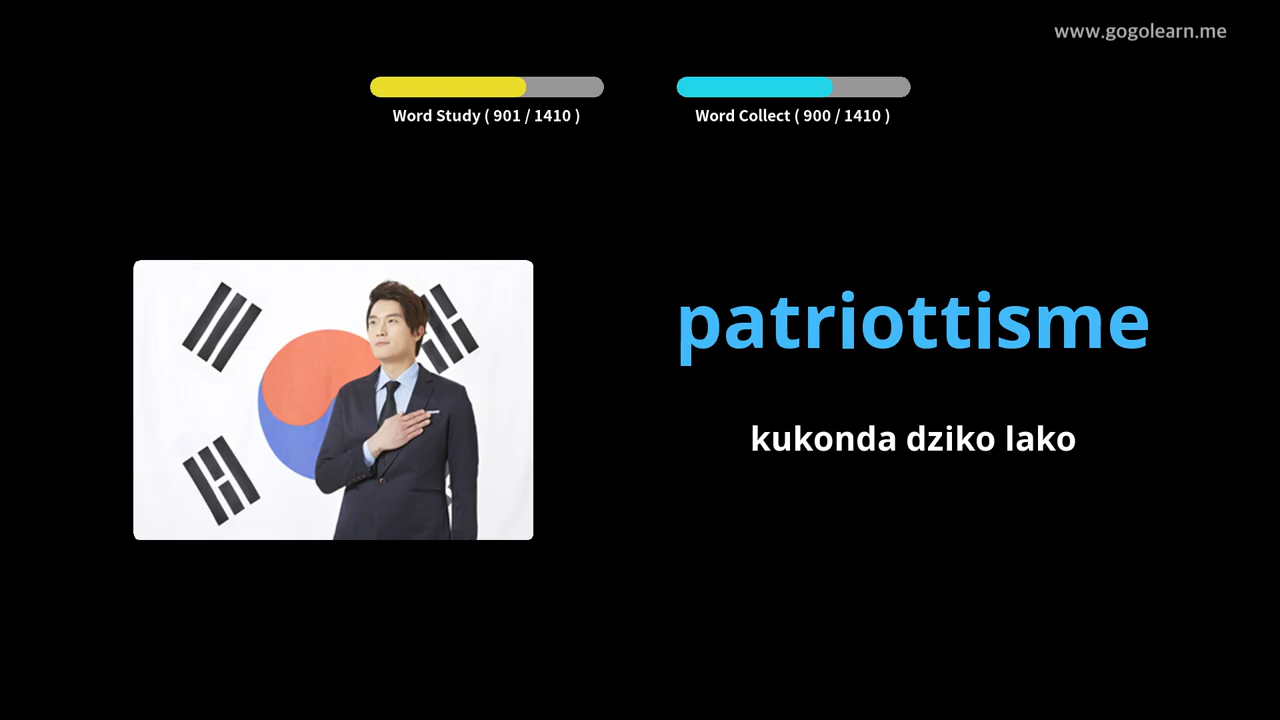 www.gogolearn.me
Word Study ( 901 / 1410 )
Word Collect ( 900 / 1410 )
patriottisme
kukonda dziko lako